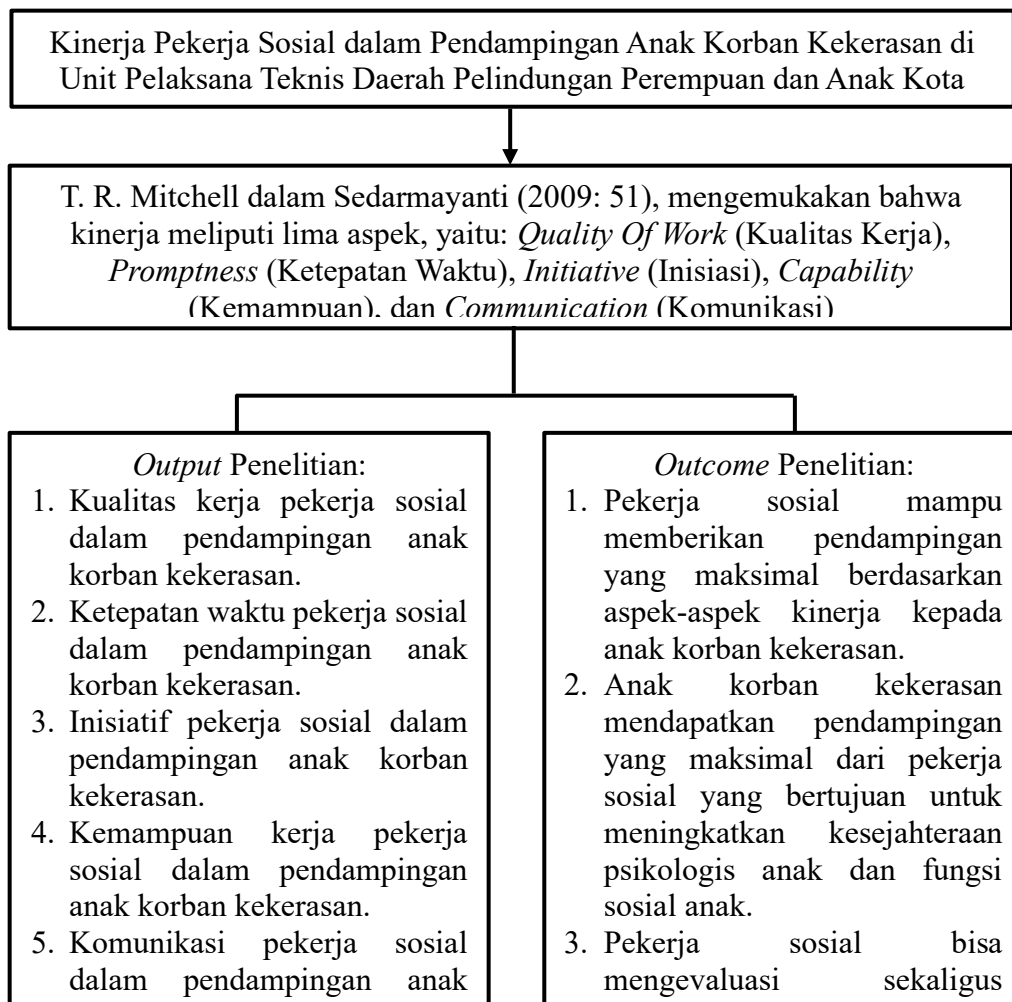 Kinerja Pekerja Sosial dalam Pendampingan Anak Korban Kekerasan di
Unit Pelaksana Teknis Daerah Pelindungan Perempuan dan Anak Kota
T. R. Mitchell dalam Sedarmayanti (2009: 51), mengemukakan bahwa
kinerja meliputi lima aspek, yaitu: Quality Of Work (Kualitas Kerja),
Promptness (Ketepatan Waktu), Initiative (Inisiasi), Capability
(Kemampuan), dan Communication (Komunikasi)
Output Penelitian:
1. Kualitas kerja pekerja sosial
dalam pendampingan anak
korban kekerasan.
2. Ketepatan waktu pekerja sosial
dalam pendampingan anak
korban kekerasan.
3. Inisiatif pekerja sosial dalam
pendampingan anak korban
kekerasan.
4. Kemampuan kerja pekerja
sosial dalam pendampingan
anak korban kekerasan.
5. Komunikasi pekerja sosial
dalam pendampingan anak
Outcome Penelitian:
1. Pekerja sosial mampu
memberikan pendampingan
yang maksimal berdasarkan
aspek-aspek kinerja kepada
anak korban kekerasan.
2. Anak korban kekerasan
mendapatkan pendampingan
yang maksimal dari pekerja
sosial yang bertujuan untuk
meningkatkan kesejahteraan
psikologis anak dan fungsi
sosial anak.
3. Pekerja sosial bisa
mengevaluasi sekaligus